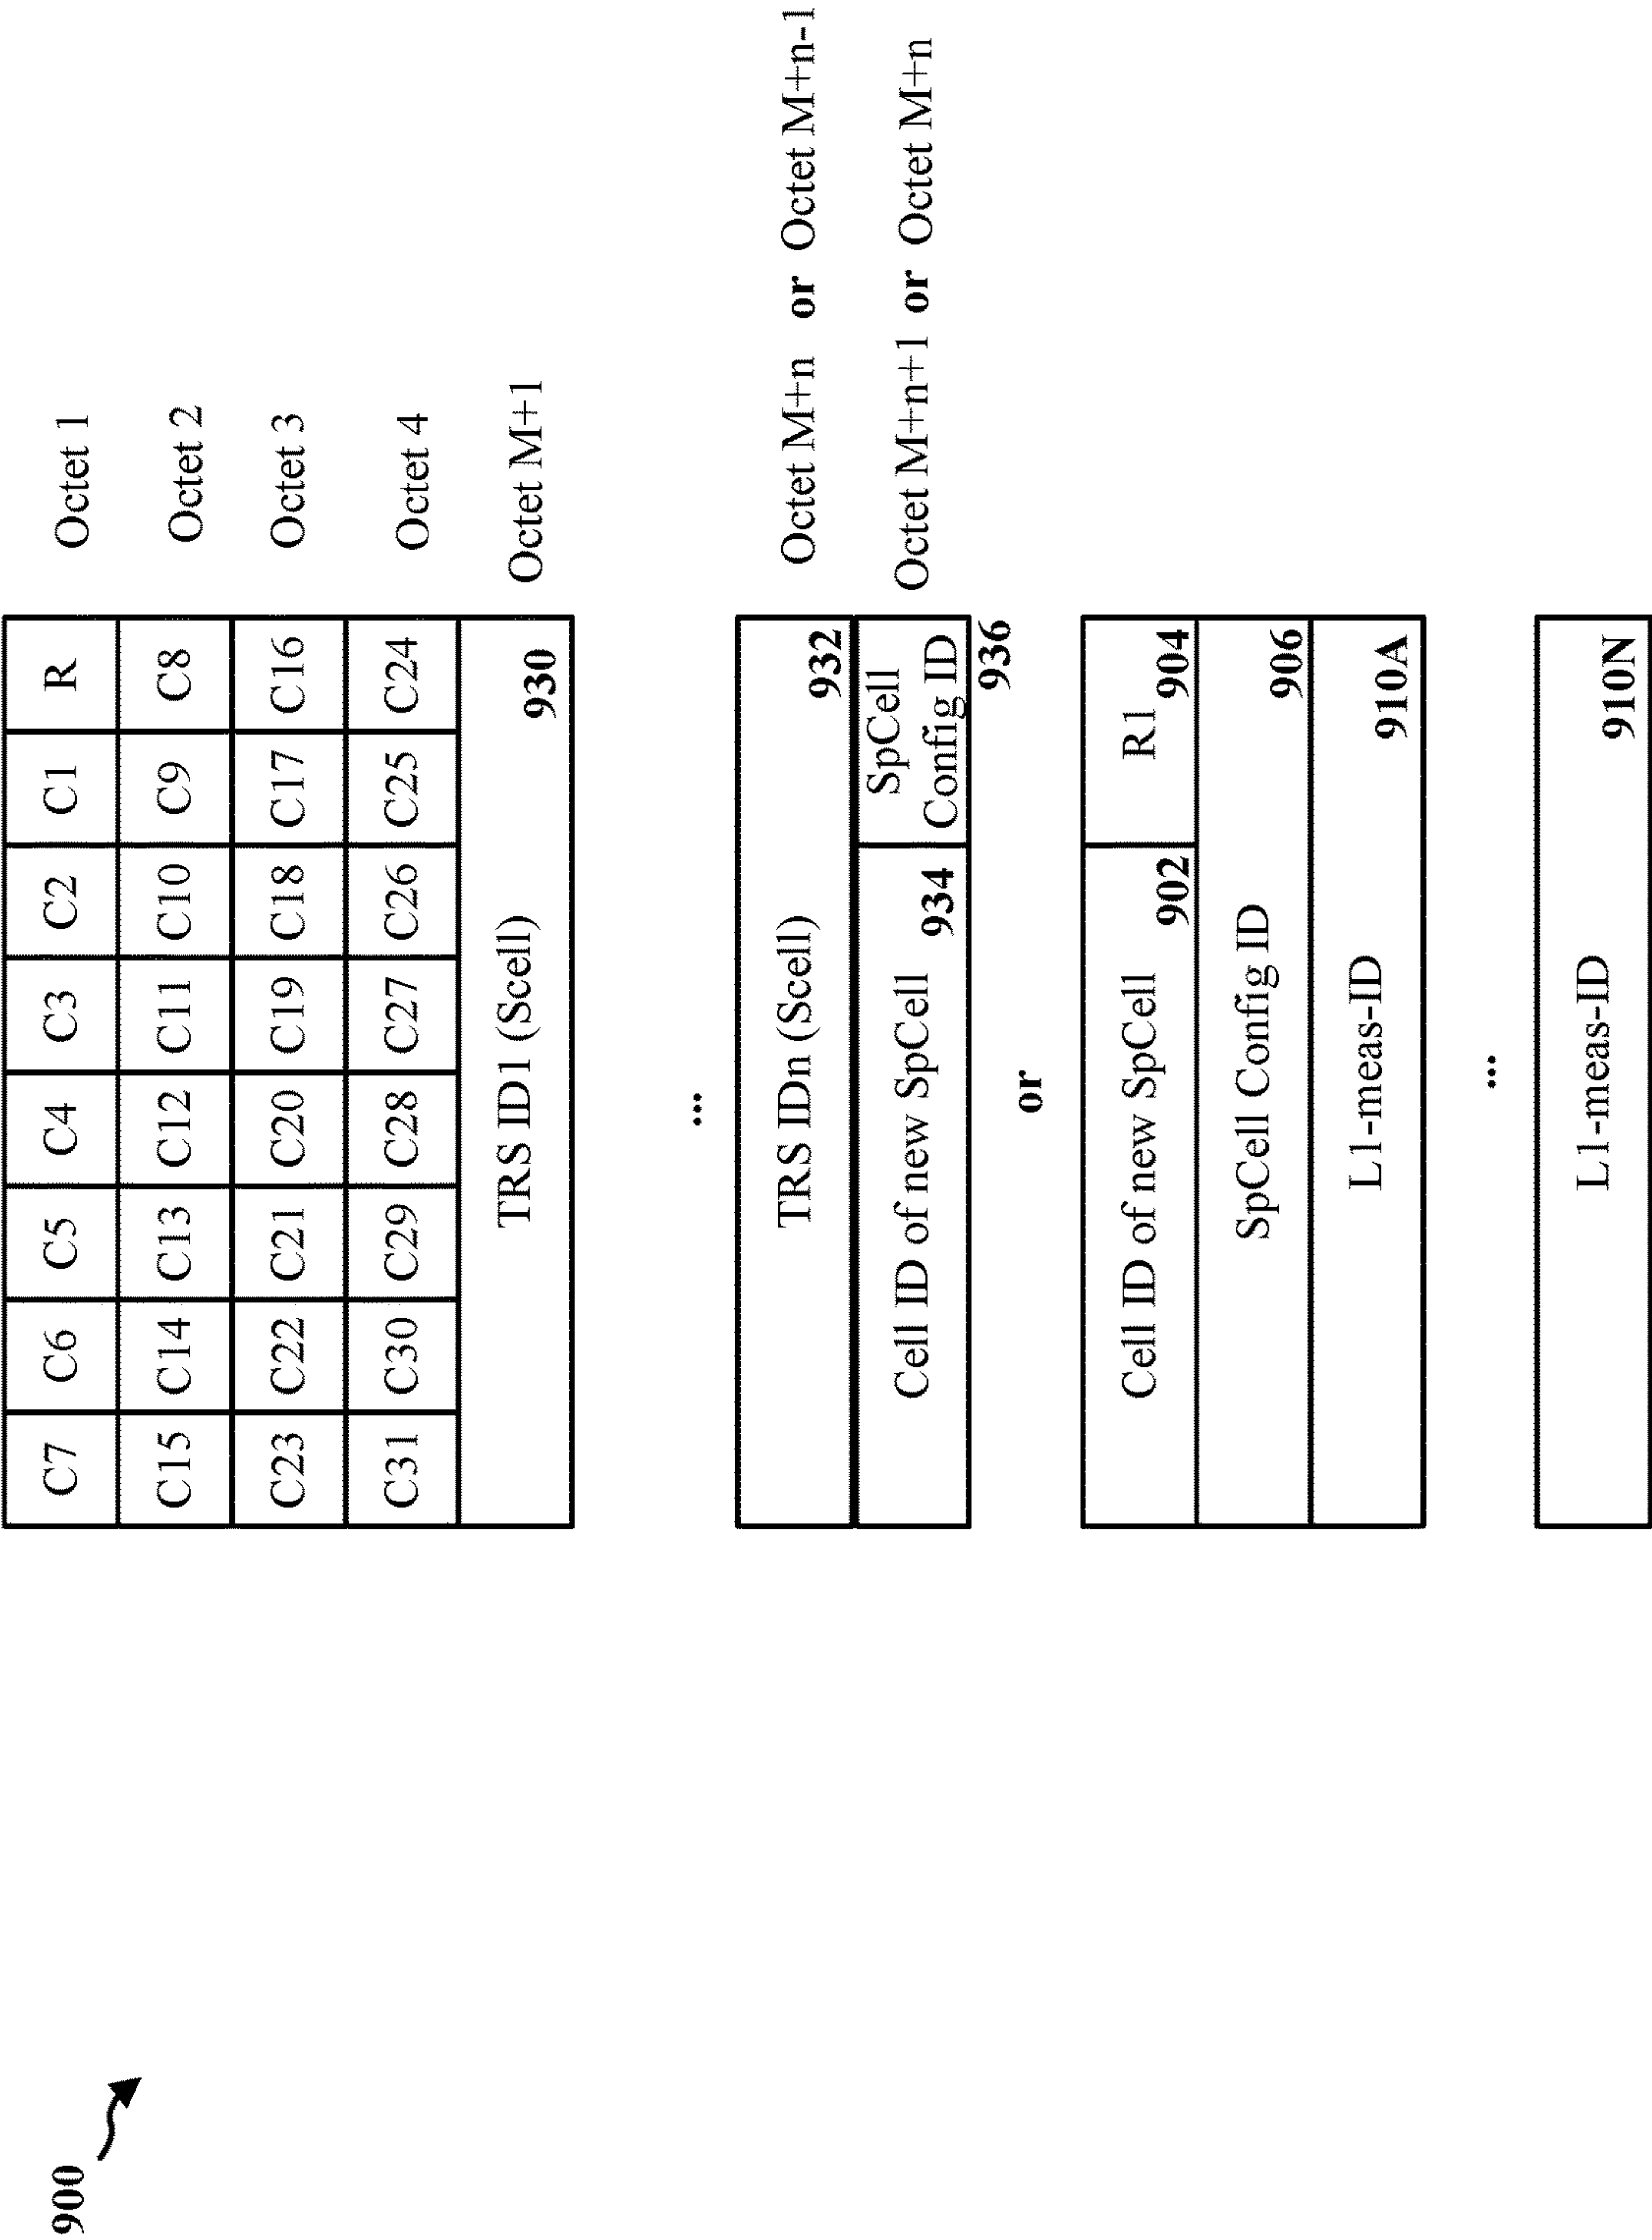 900
C7 C6 C5 C4 C3 C2 C1 R Octet 1
C15 C14 C13 C12 C11 C10 C9 C8 Octet 2
C23 C22 C21 C20 C19 C18 C17 C16 Octet 3
C31 C30 C29 C28 C27 C26 C25 C24 Octet 4
TRS ID1 (Scell) 930 Octet M+1
...
TRS IDn (Scell) 932 Octet M+n or Octet M+n-1
Cell ID of new SpCell 934 SpCell Octet M+n+1 or Octet M+n
Config ID
936
or
Cell ID of new SpCell 902 R1 904
SpCell Config ID 906
L1-meas-ID 910A
...
L1-meas-ID 910N